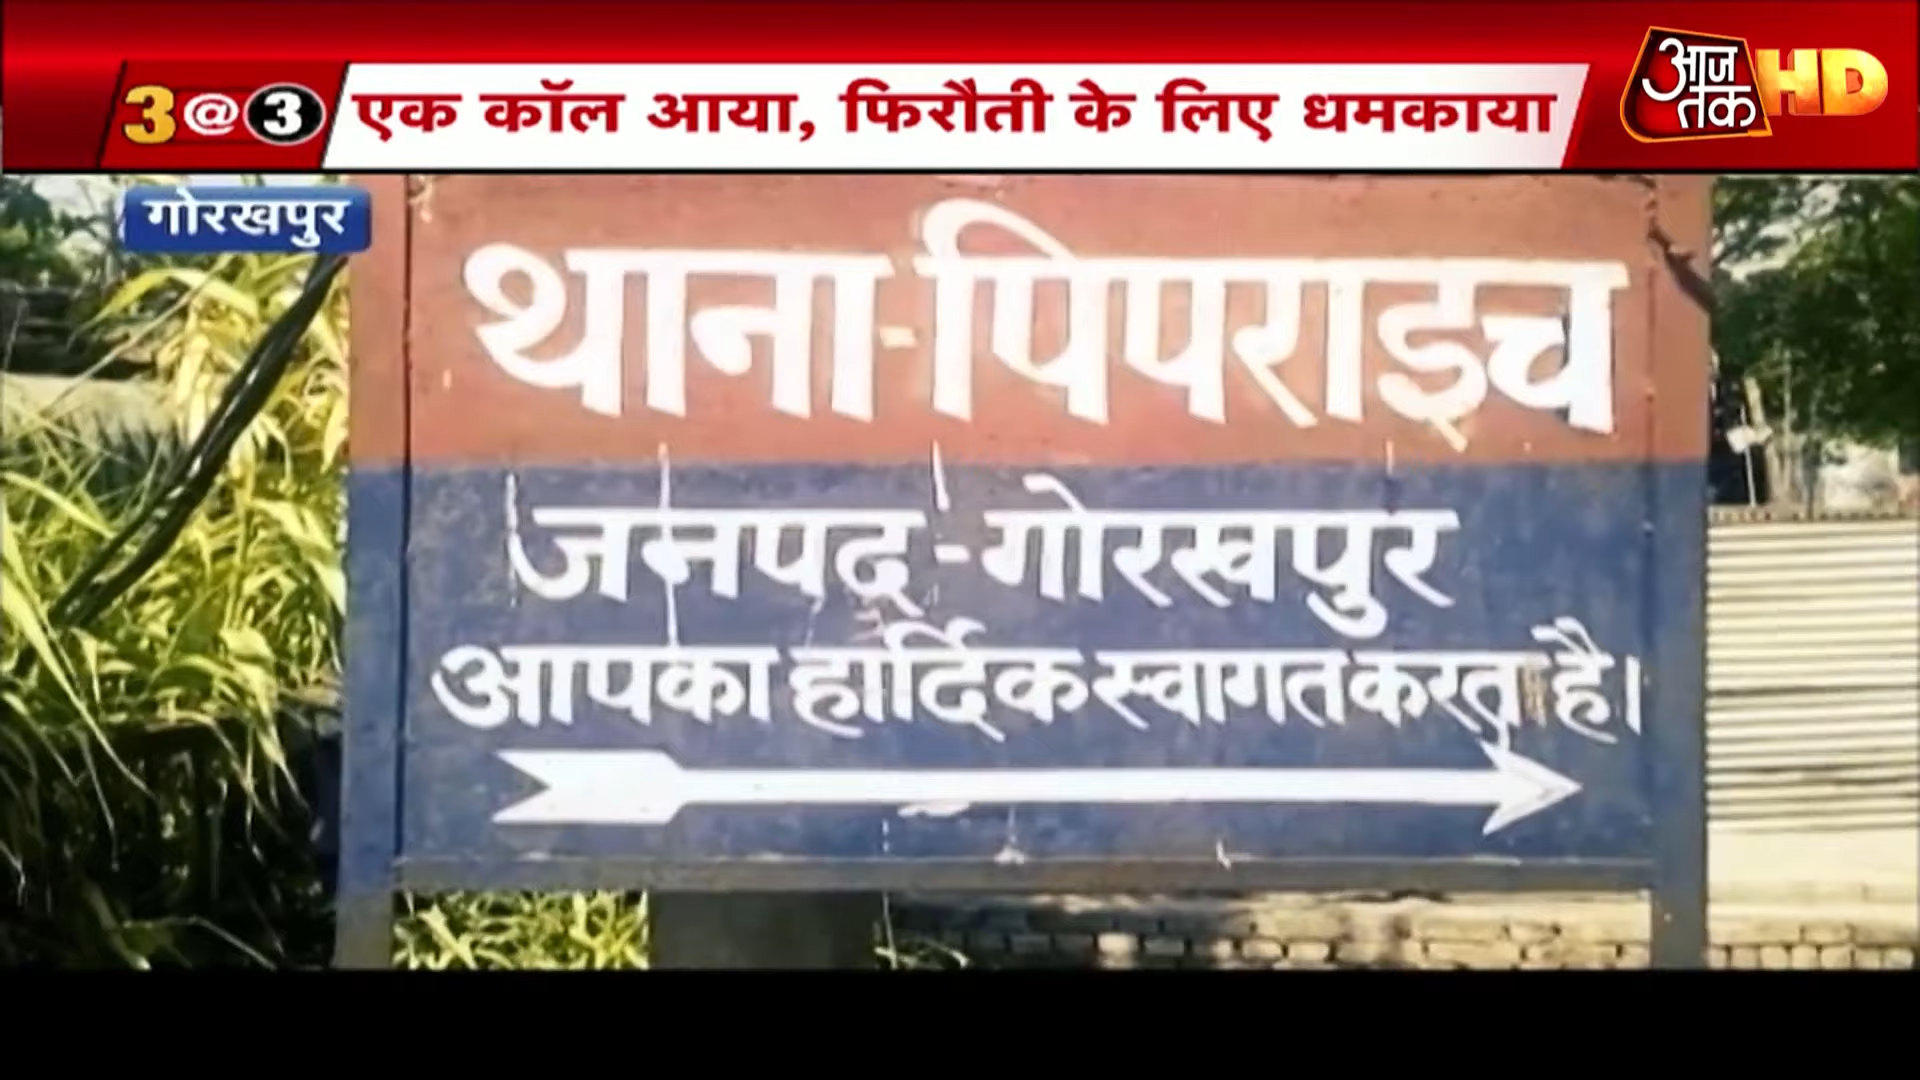 3@3 एक कॉल आया, फिरौती के लिए धमकाया
आज तक HD
गोरखपुर
थाना-पिपराइच
जनपद-गोरखपुर
आपका हार्दिक स्वागत करता है।